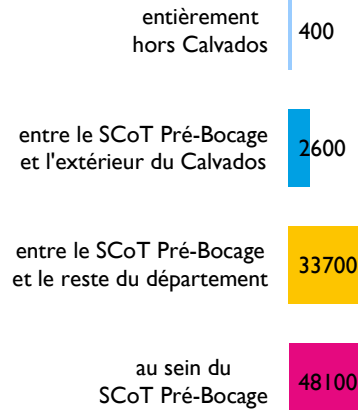 entièrement
hors Calvados
400
entre le SCoT Pré-Bocage
et l'extérieur du Calvados
2600
entre le SCoT Pré-Bocage
et le reste du département
33700
au sein du
SCoT Pré-Bocage
48100